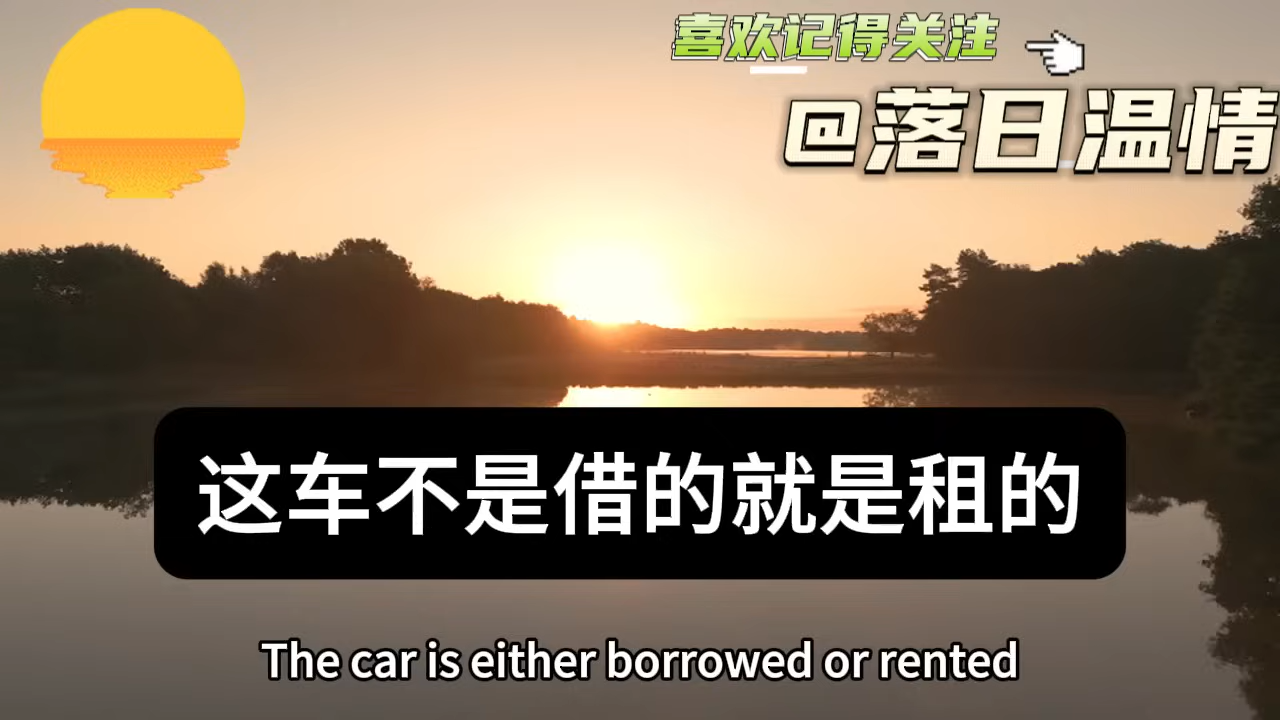 喜欢记得关注
@落日温情
这车不是借的就是租的
The car is either borrowed or rented